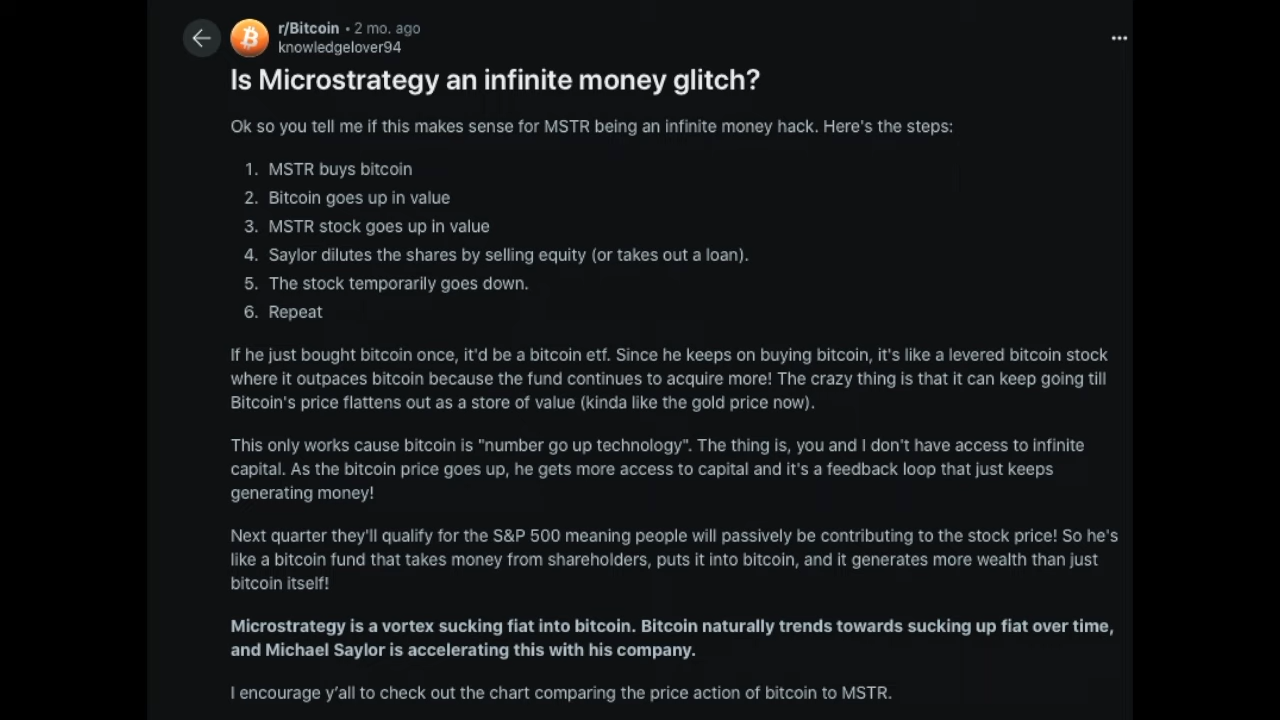 r/Bitcoin • 2 mo. ago
knowledgelover94
Is Microstrategy an infinite money glitch?
Ok so you tell me if this makes sense for MSTR being an infinite money hack. Here's the steps:
1. MSTR buys bitcoin
2. Bitcoin goes up in value
3. MSTR stock goes up in value
4. Saylor dilutes the shares by selling equity (or takes out a loan).
5. The stock temporarily goes down.
6. Repeat
If he just bought bitcoin once, it'd be a bitcoin etf. Since he keeps on buying bitcoin, it's like a levered bitcoin stock
where it outpaces bitcoin because the fund continues to acquire more! The crazy thing is that it can keep going till
Bitcoin's price flattens out as a store of value (kinda like the gold price now).
This only works cause bitcoin is "number go up technology". The thing is, you and I don't have access to infinite
capital. As the bitcoin price goes up, he gets more access to capital and it's a feedback loop that just keeps
generating money!
Next quarter they'll qualify for the S&P 500 meaning people will passively be contributing to the stock price! So he's
like a bitcoin fund that takes money from shareholders, puts it into bitcoin, and it generates more wealth than just
bitcoin itself!
Microstrategy is a vortex sucking fiat into bitcoin. Bitcoin naturally trends towards sucking up fiat over time,
and Michael Saylor is accelerating this with his company.
I encourage y'all to check out the chart comparing the price action of bitcoin to MSTR.